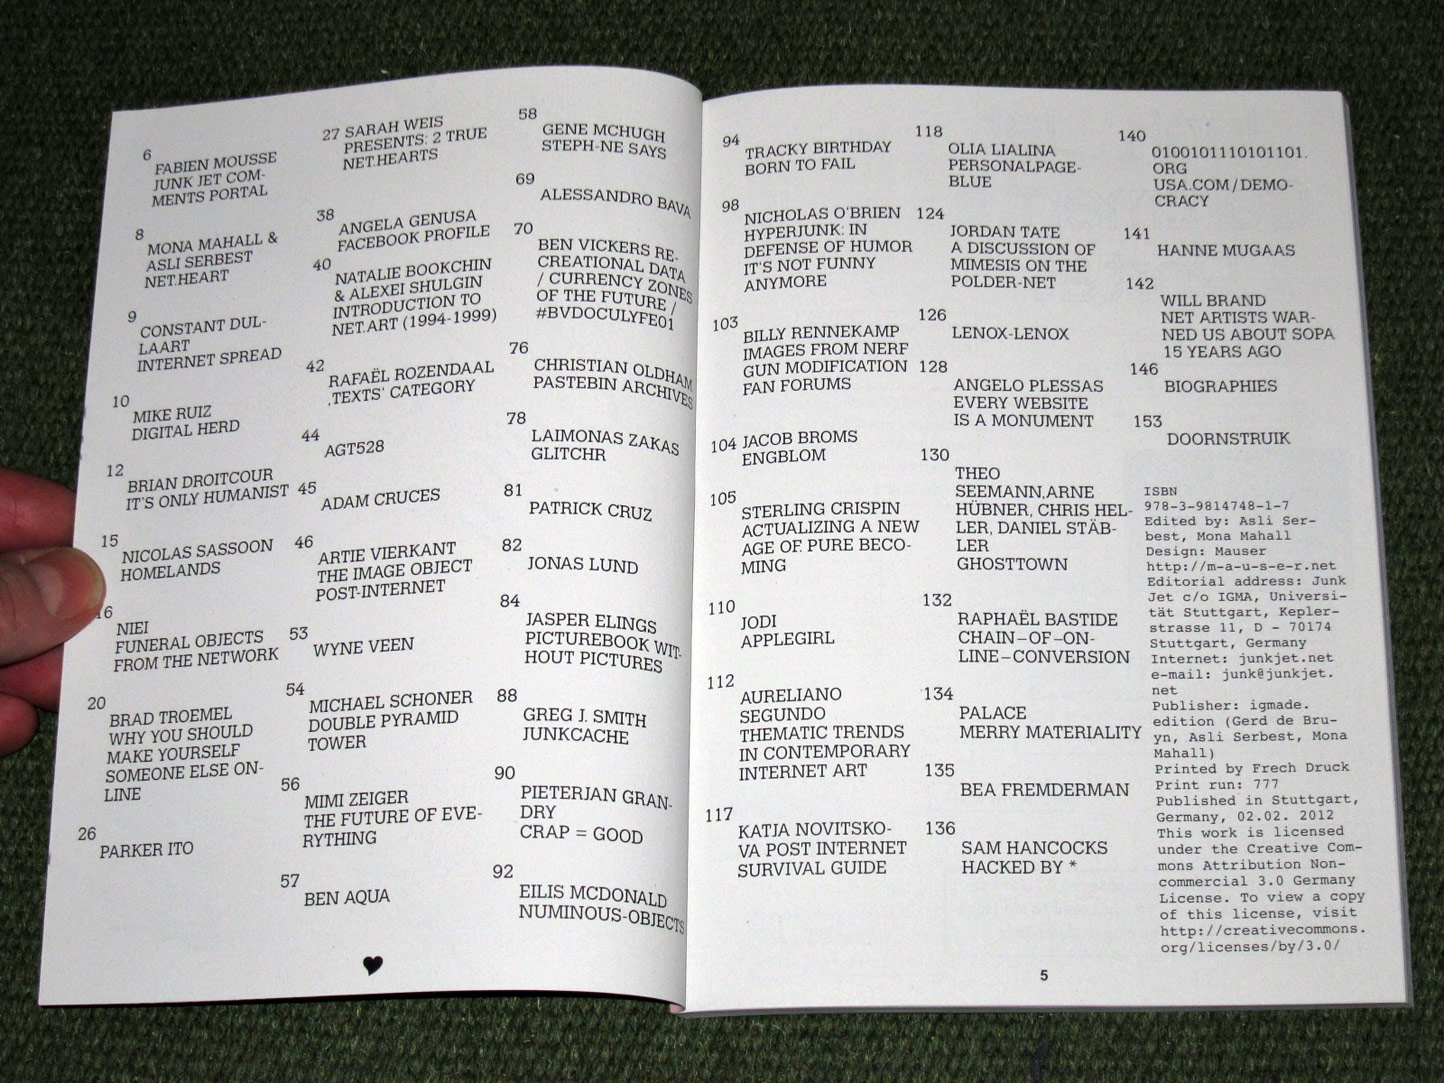 6
FABIEN MOUSSE
JUNK JET COM-
MENTS PORTAL
8
MONA MAHALL &
ASLI SERBEST
NET.HEART
9
CONSTANT DUL-
LAART
INTERNET SPREAD
10
MIKE RUIZ
DIGITAL HERD
12
BRIAN DROITCOUR
IT'S ONLY HUMANIST
15
NICOLAS SASSOON
HOMELANDS
16
NIEI
FUNERAL OBJECTS
FROM THE NETWORK
20
BRAD TROEMEL
WHY YOU SHOULD
MAKE YOURSELF
SOMEONE ELSE ON-
LINE
26
PARKER ITO
27 SARAH WEIS
PRESENTS: 2 TRUE
NET.HEARTS
38
ANGELA GENUSA
FACEBOOK PROFILE
40
NATALIE BOOKCHIN
& ALEXEI SHULGIN
INTRODUCTION TO
NET.ART (1994-1999)
42
RAFAËL ROZENDAAL
‚TEXTS‘ CATEGORY
44
AGT528
45
ADAM CRUCES
46
ARTIE VIERKANT
THE IMAGE OBJECT
POST-INTERNET
53
WYNE VEEN
54
MICHAEL SCHONER
DOUBLE PYRAMID
TOWER
56
MIMI ZEIGER
THE FUTURE OF EVE-
RYTHING
57
BEN AQUA
58
GENE MCHUGH
STEPH-NE SAYS
69
ALESSANDRO BAVA
70
BEN VICKERS RE-
CREATIONAL DATA
/ CURRENCY ZONES
OF THE FUTURE /
#BVDOCULYFE01
76
CHRISTIAN OLDHAM
PASTEBIN ARCHIVES
78
LAIMONAS ZAKAS
GLITCHR
81
PATRICK CRUZ
82
JONAS LUND
84
JASPER ELINGS
PICTUREBOOK WIT-
HOUT PICTURES
88
GREG J. SMITH
JUNKCACHE
90
PIETERJAN GRAN-
DRY
CRAP = GOOD
92
EILIS MCDONALD
NUMINOUS-OBJECTS
94
TRACKY BIRTHDAY
BORN TO FAIL
98
NICHOLAS O'BRIEN
HYPERJUNK: IN
DEFENSE OF HUMOR
IT'S NOT FUNNY
ANYMORE
103
BILLY RENNEKAMP
IMAGES FROM NERF
GUN MODIFICATION
FAN FORUMS
104 JACOB BROMS
ENGBLOM
105
STERLING CRISPIN
ACTUALIZING A NEW
AGE OF PURE BECO-
MING
110
JODI
APPLEGIRL
112
AURELIANO
SEGUNDO
THEMATIC TRENDS
IN CONTEMPORARY
INTERNET ART
117
KATJA NOVITSKO-
VA POST INTERNET
SURVIVAL GUIDE
118
OLIA LIALINA
PERSONALPAGE-
BLUE
124
JORDAN TATE
A DISCUSSION OF
MIMESIS ON THE
POLDER-NET
126
LENOX-LENOX
128
ANGELO PLESSAS
EVERY WEBSITE
IS A MONUMENT
130
THEO
SEEMANN,ARNE
HÜBNER, CHRIS HEL-
LER, DANIEL STÄB-
LER
GHOSTTOWN
132
RAPHAËL BASTIDE
CHAIN–OF–ON-
LINE–CONVERSION
134
PALACE
MERRY MATERIALITY
135
BEA FREMDERMAN
136
SAM HANCOCKS
HACKED BY *
140
0100101110101101.
ORG
USA.COM/DEMO-
CRACY
141
HANNE MUGAAS
142
WILL BRAND
NET ARTISTS WAR-
NED US ABOUT SOPA
15 YEARS AGO
146
BIOGRAPHIES
153
DOORNSTRUIK
ISBN
978-3-9814748-1-7
Edited by: Asli Ser-
best, Mona Mahall
Design: Mauser
http://m-a-u-s-e-r.net
Editorial address: Junk
Jet c/o IGMA, Universi-
tät Stuttgart, Kepler-
strasse 11, D - 70174
Stuttgart, Germany
Internet: junkjet.net
e-mail: junk@junkjet.
net
Publisher: igmade.
edition (Gerd de Bru-
yn, Asli Serbest, Mona
Mahall)
Printed by Frech Druck
Print run: 777
Published in Stuttgart,
Germany, 02.02. 2012
This work is licensed
under the Creative Com-
mons Attribution Non-
commercial 3.0 Germany
License. To view a copy
of this license, visit
http://creativecommons.
org/licenses/by/3.0/
5